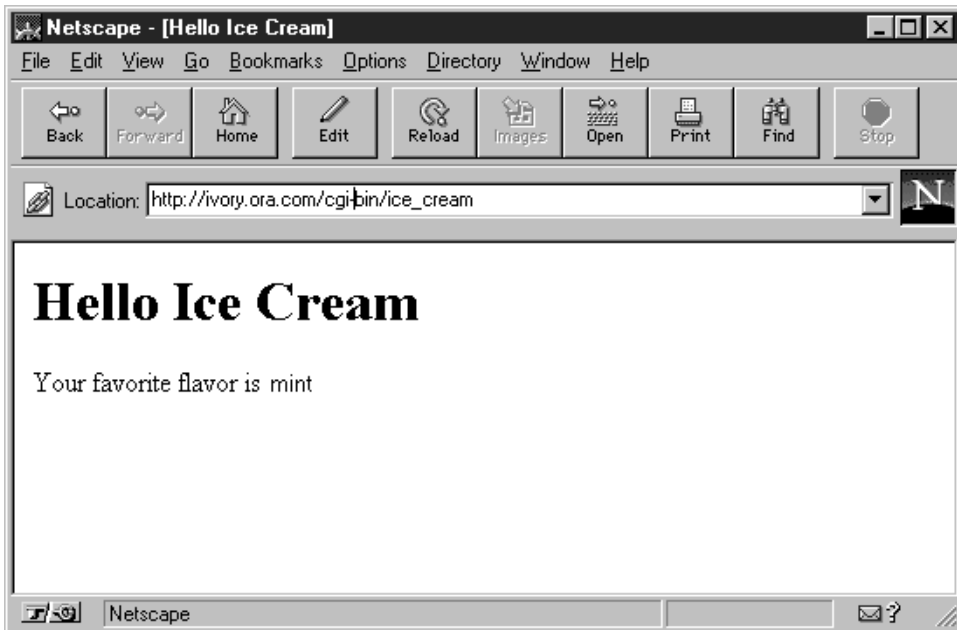 Netscape - [Hello Ice Cream]
File Edit View Go Bookmarks Options Directory Window Help
Back Forward Home Edit Reload Images Open Print Find Stop
Location: http://ivory.ora.com/cgi-bin/ice_cream
N
Hello Ice Cream
Your favorite flavor is mint
Netscape
?